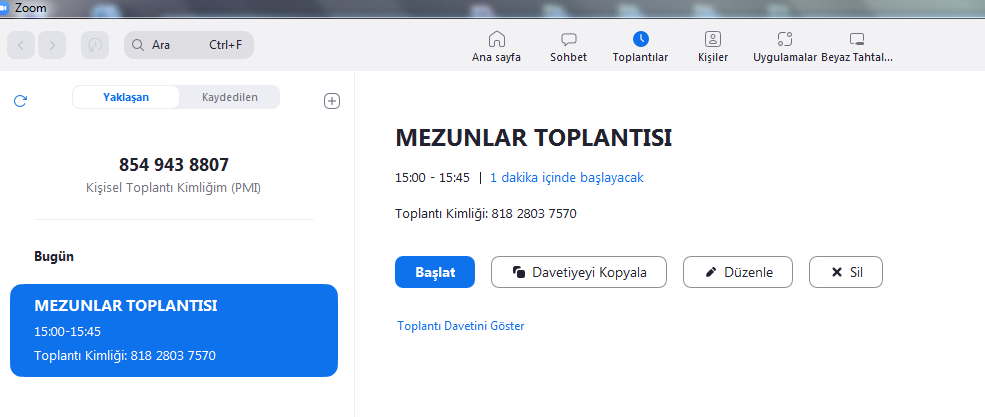 Zoom
Ara Ctrl+F
Ana sayfa
Sohbet
Toplantılar
Kişiler
Uygulamalar
Beyaz Tahtal...
Yaklaşan
Kaydedilen
854 943 8807
Kişisel Toplantı Kimliğim (PMI)
Bugün
MEZUNLAR TOPLANTISI
15:00-15:45
Toplantı Kimliği: 818 2803 7570
MEZUNLAR TOPLANTISI
15:00 - 15:45 | 1 dakika içinde başlayacak
Toplantı Kimliği: 818 2803 7570
Başlat
Davetiyeyi Kopyala
Düzenle
Sil
Toplantı Davetini Göster